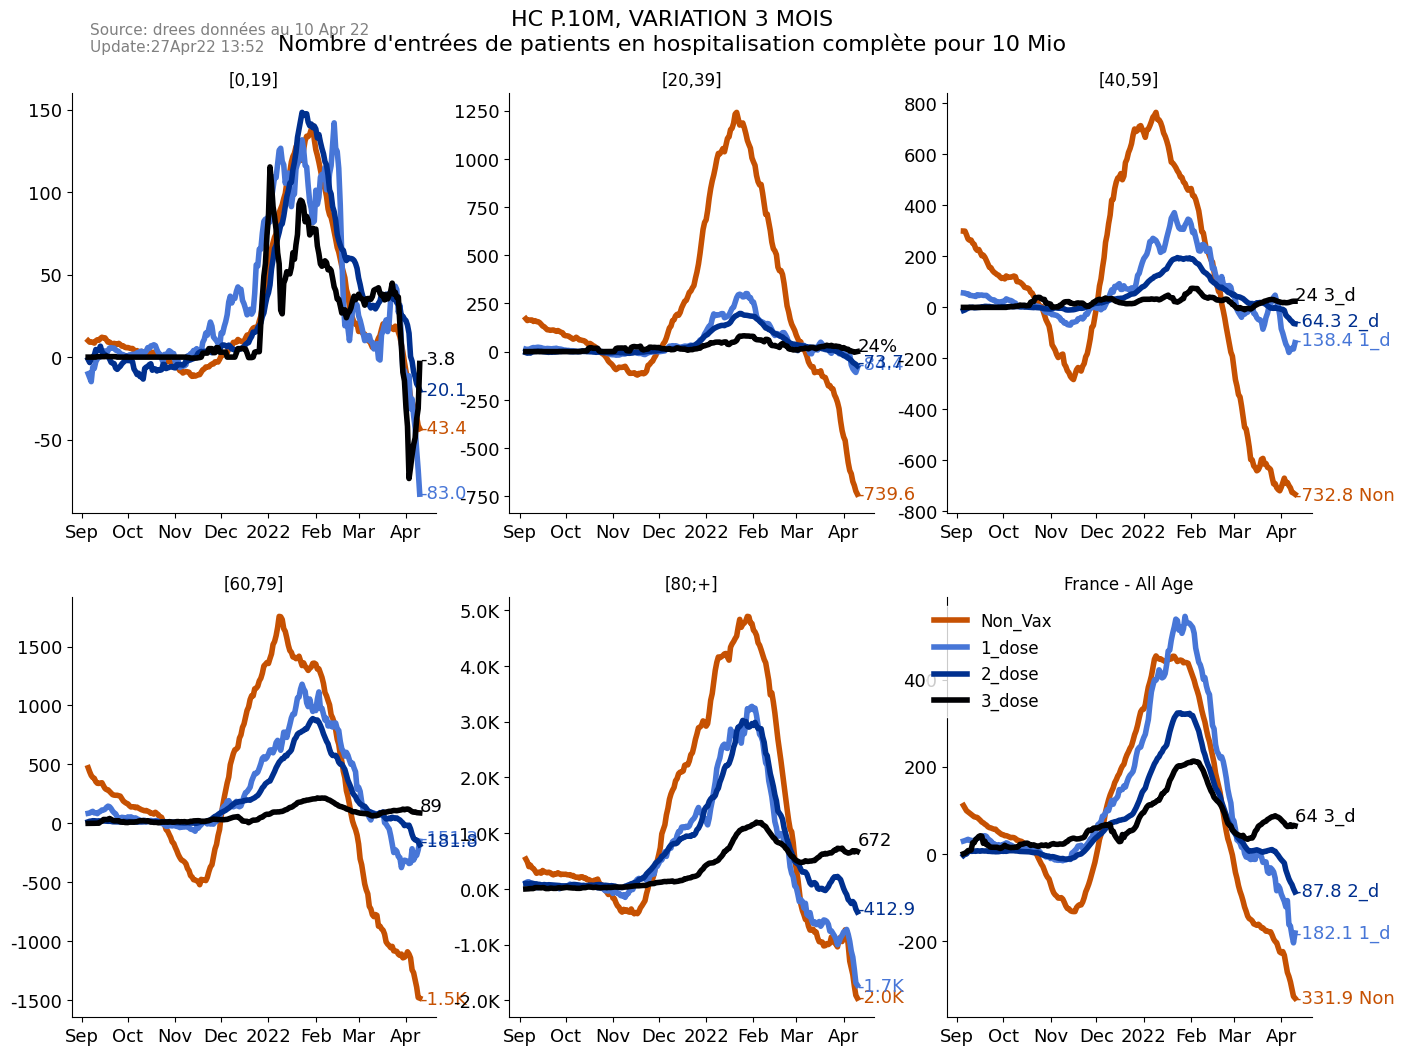 HC P.10M, VARIATION 3 MOIS
Source: drees données au 10 Apr 22
Update:27Apr22 13:52
Nombre d'entrées de patients en hospitalisation complète pour 10 Mio
[0,19]
150
100
50
0
-50
-3.8
-20.1
-43.4
-83.0
Sep Oct Nov Dec 2022 Feb Mar Apr
[20,39]
1250
1000
750
500
250
0
-250
-500
-750
24%
-73.7
-84.4
-739.6
Sep Oct Nov Dec 2022 Feb Mar Apr
[40,59]
800
600
400
200
0
-200
-400
-600
-800
24 3_d
-64.3 2_d
-138.4 1_d
-732.8 Non
Sep Oct Nov Dec 2022 Feb Mar Apr
[60,79]
1500
1000
500
0
-500
-1000
-1500
89
-181.8
-1.5K
Sep Oct Nov Dec 2022 Feb Mar Apr
[80;+]
5.0K
4.0K
3.0K
2.0K
1.0K
0.0K
-1.0K
-2.0K
672
-412.9
-1.7K
-2.0K
Sep Oct Nov Dec 2022 Feb Mar Apr
France - All Age
Non_Vax
1_dose
2_dose
3_dose
400
200
0
-200
64 3_d
-87.8 2_d
-182.1 1_d
-331.9 Non
Sep Oct Nov Dec 2022 Feb Mar Apr